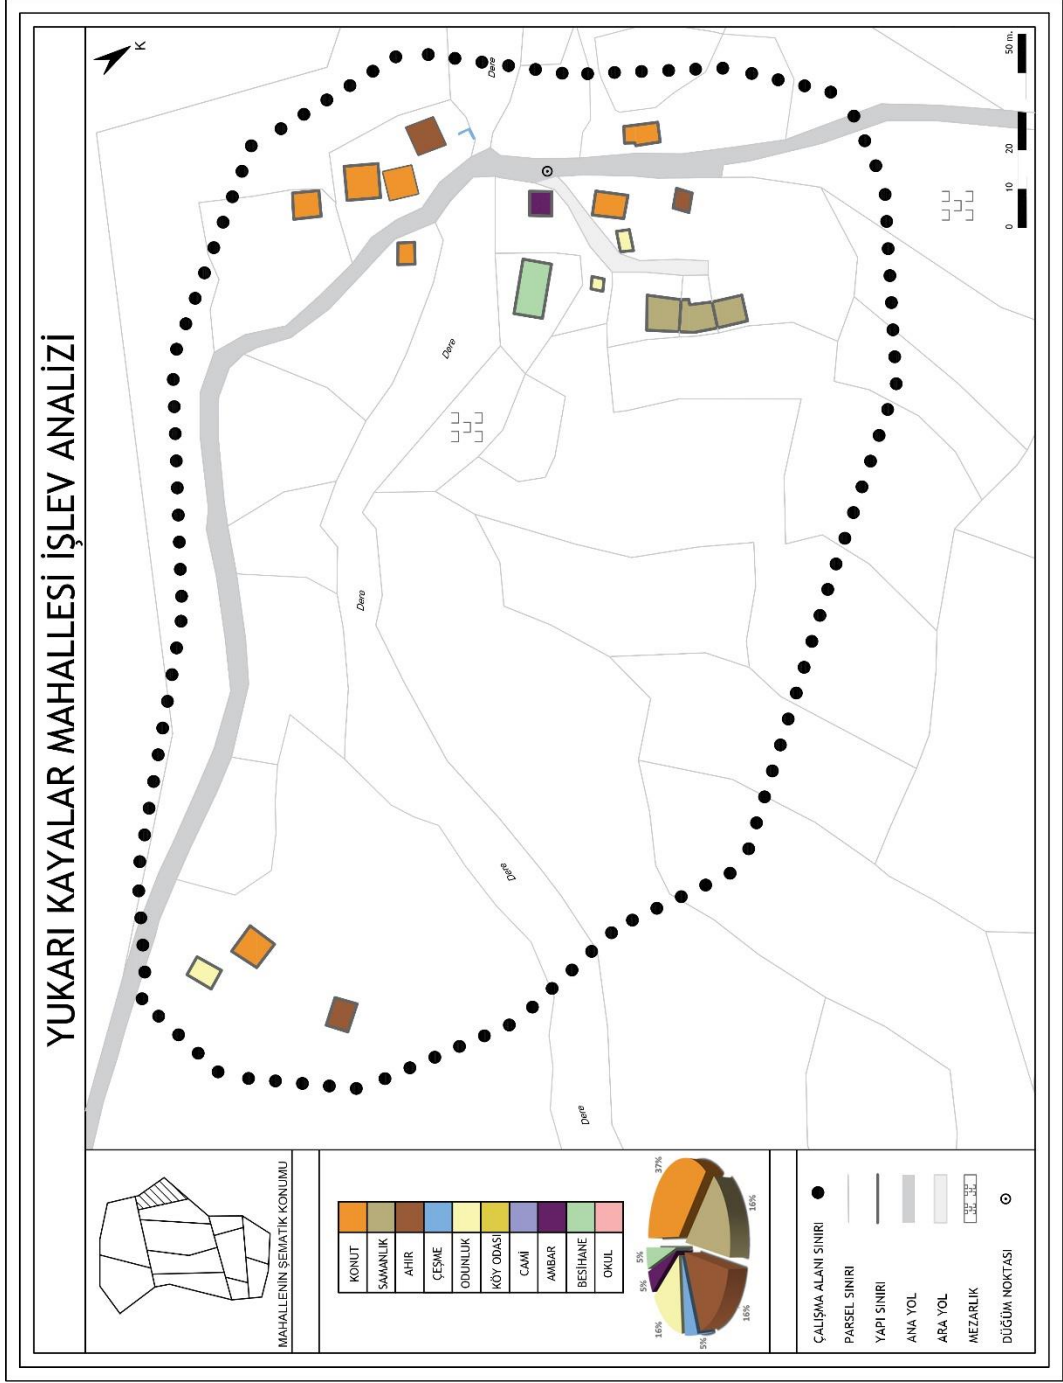 YUKARI KAYALAR MAHALLESİ İŞLEV ANALİZİ
K
Dere
Dere
Dere
Dere
Dere
0 10 20 50 m.
MAHALLENİN ŞEMATİK KONUMU
KONUT
SAMANLIK
AHIR
ÇEŞME
ODUNLUK
KÖY ODASI
CAMİ
AMBAR
BESİHANE
OKUL
37%
16%
16%
5%
16%
5%
5%
ÇALIŞMA ALANI SINIRI
PARSEL SINIRI
YAPI SINIRI
ANA YOL
ARA YOL
MEZARLIK
DÜĞÜM NOKTASI